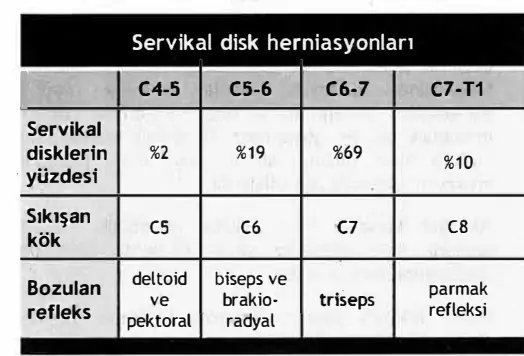 Servikal disk herniasyonları
C4-5 C5-6 C6-7 C7-T1
Servikal disklerin yüzdesi %2 %19 %69 %10
Sıkışan kök C5 C6 C7 C8
Bozulan refleks deltoid ve pektoral biseps ve brakio-radyal triseps parmak refleksi